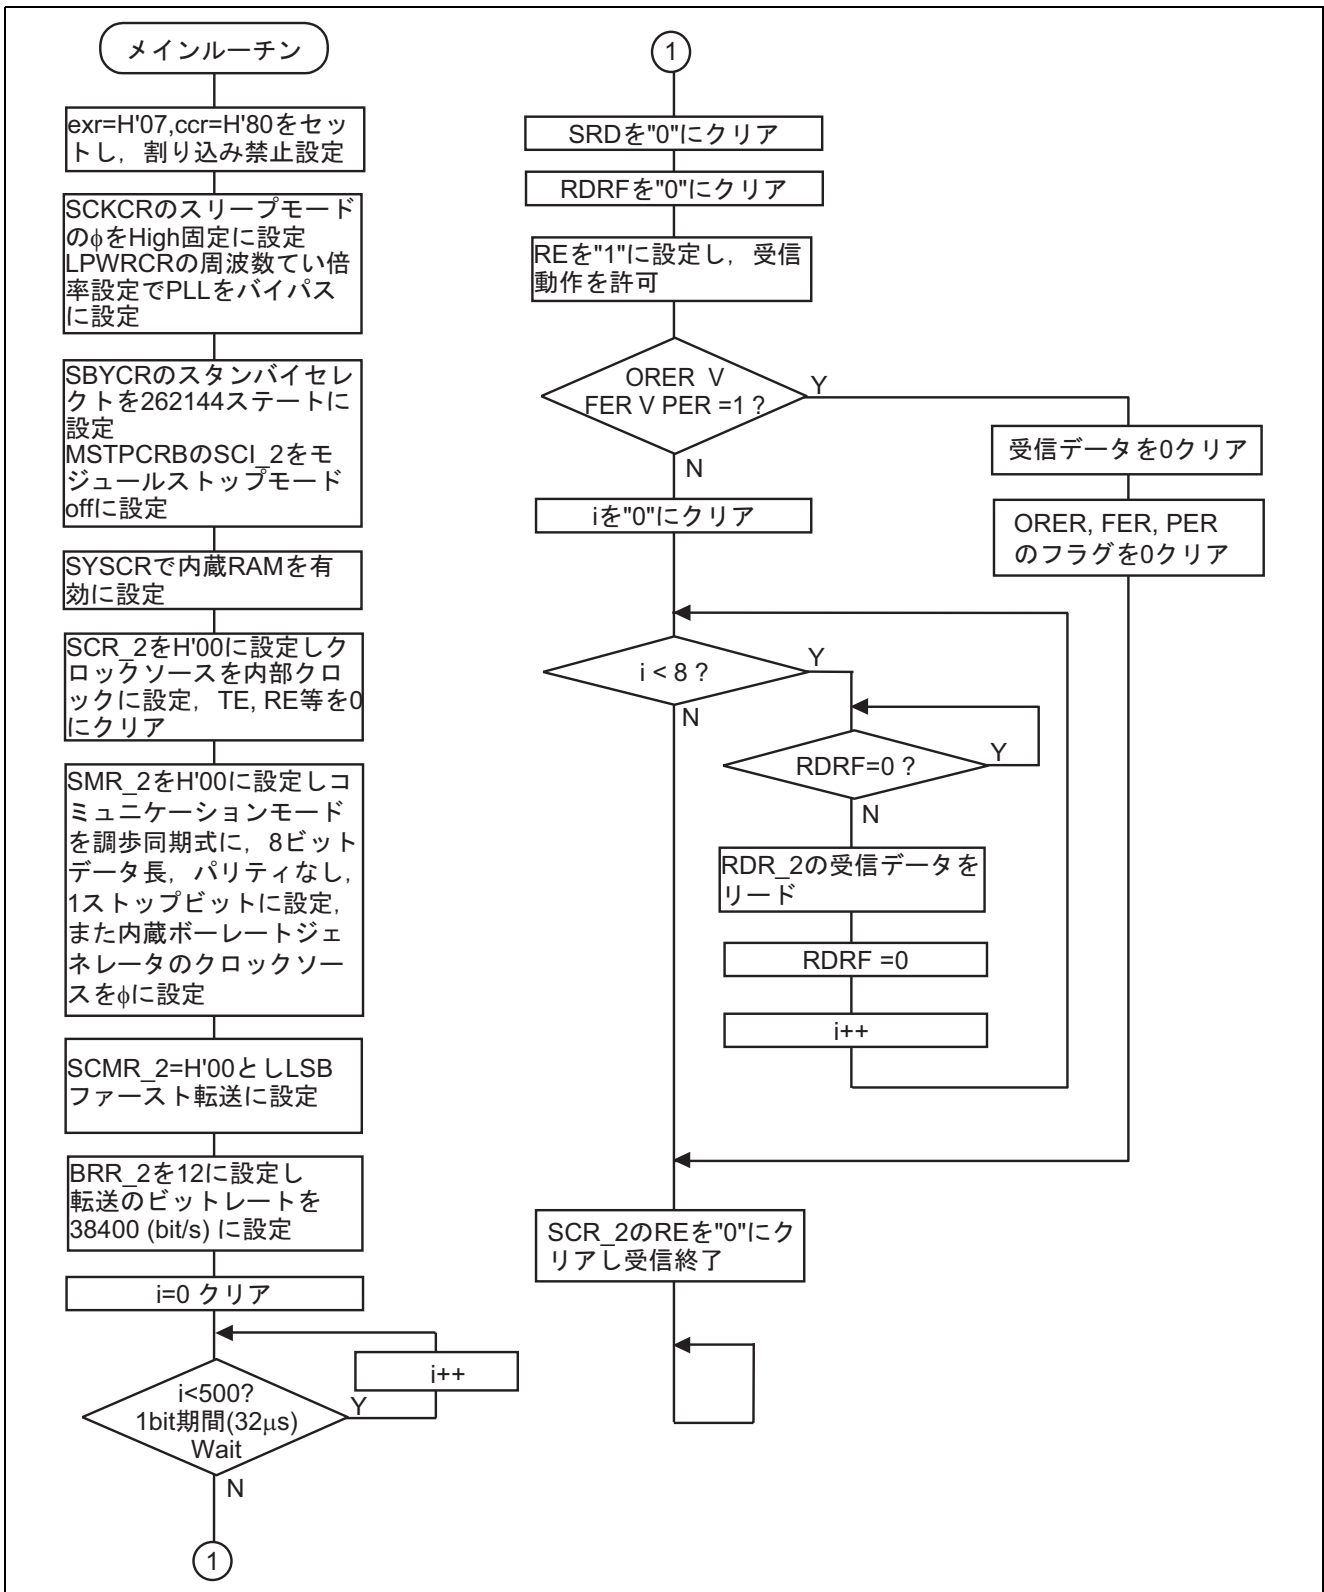 メインルーチン
exr=H'07,ccr=H'80をセッ
トし，割り込み禁止設定
SCKCRのスリープモード
のφをHigh固定に設定
LPWRCRの周波数てい倍
率設定でPLLをバイパス
に設定
SBYCRのスタンバイセレ
クトを262144ステートに
設定
MSTPCRBのSCI_2をモ
ジュールストップモード
offに設定
SYSCRで内蔵RAMを有
効に設定
SCR_2をH'00に設定しク
ロックソースを内部クロ
ックに設定，TE, RE等を0
にクリア
SMR_2をH'00に設定しコ
ミュニケーションモード
を調歩同期式に，8ビット
データ長，パリティなし，
1ストップビットに設定，
また内蔵ボーレートジェ
ネレータのクロックソー
スをφに設定
SCMR_2=H'00としLSB
ファースト転送に設定
BRR_2を12に設定し
転送のビットレートを
38400 (bit/s) に設定
i=0 クリア
i++
i<500?
1bit期間(32μs)
Wait
Y
N
1
1
SRDを"0"にクリア
RDRFを"0"にクリア
REを"1"に設定し，受信
動作を許可
ORER V
FER V PER =1 ?
Y
N
受信データを0クリア
ORER, FER, PER
のフラグを0クリア
iを"0"にクリア
i < 8 ?
Y
N
RDRF=0 ?
Y
N
RDR_2の受信データを
リード
RDRF =0
i++
SCR_2のREを"0"にク
リアし受信終了